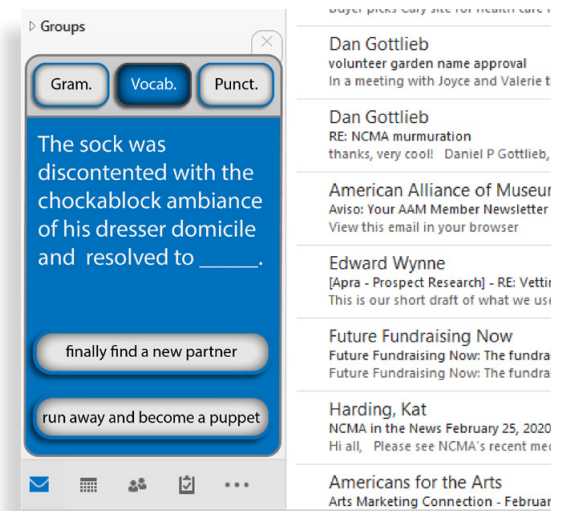 Groups
Gram.
Vocab.
Punct.
The sock was
discontented with the
chockablock ambiance
of his dresser domicile
and resolved to _____.
finally find a new partner
run away and become a puppet
Buyer picks Cary site for health care
Dan Gottlieb
volunteer garden name approval
In a meeting with Joyce and Valerie t
Dan Gottlieb
RE: NCMA murmuration
thanks, very cool! Daniel P Gottlieb,
American Alliance of Museu
Aviso: Your AAM Member Newsletter
View this email in your browser
Edward Wynne
[Apra - Prospect Research] - RE: Vettin
This is our short draft of what we use
Future Fundraising Now
Future Fundraising Now: The fundra
Future Fundraising Now: The fundra
Harding, Kat
NCMA in the News February 25, 2020
Hi all, Please see NCMA's recent med
Americans for the Arts
Arts Marketing Connection - Februar